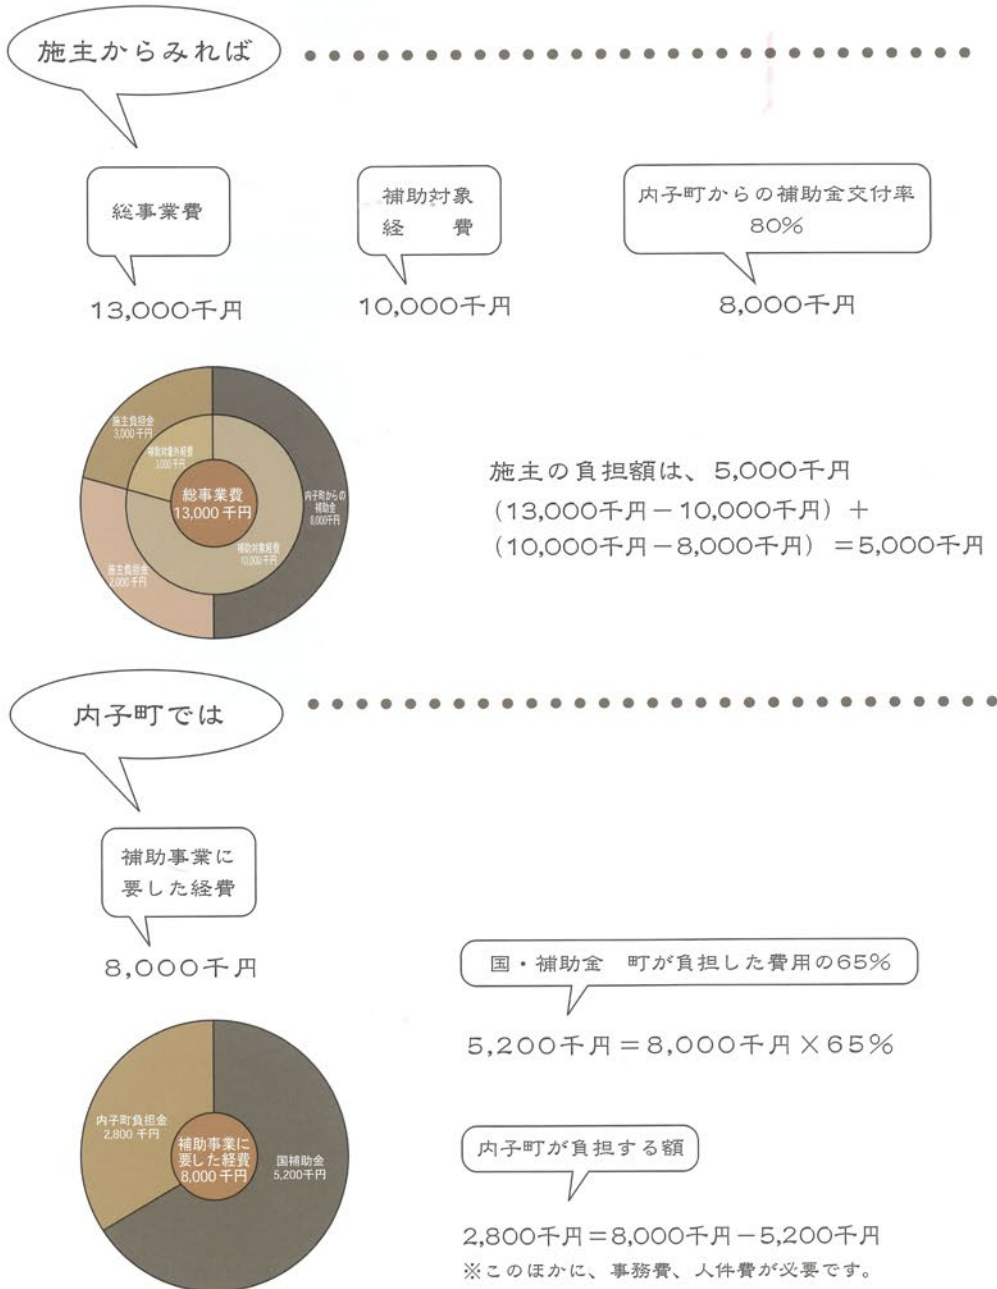 施主からみれば
総事業費
13,000千円
補助対象
経　費
10,000千円
内子町からの補助金交付率
80%
8,000千円
施主負担金
3,000千円
補助対象外経費
3,000千円
総事業費
13,000千円
内子町からの
補助金
8,000千円
補助対象経費
10,000千円
施主負担金
2,000千円
施主の負担額は、5,000千円
（13,000千円－10,000千円）＋
（10,000千円－8,000千円）＝5,000千円
内子町では
補助事業に
要した経費
8,000千円
国・補助金　町が負担した費用の65%
5,200千円＝8,000千円×65%
内子町負担金
2,800千円
補助事業に
要した経費
8,000千円
国補助金
5,200千円
内子町が負担する額
2,800千円＝8,000千円－5,200千円
※このほかに、事務費、人件費が必要です。